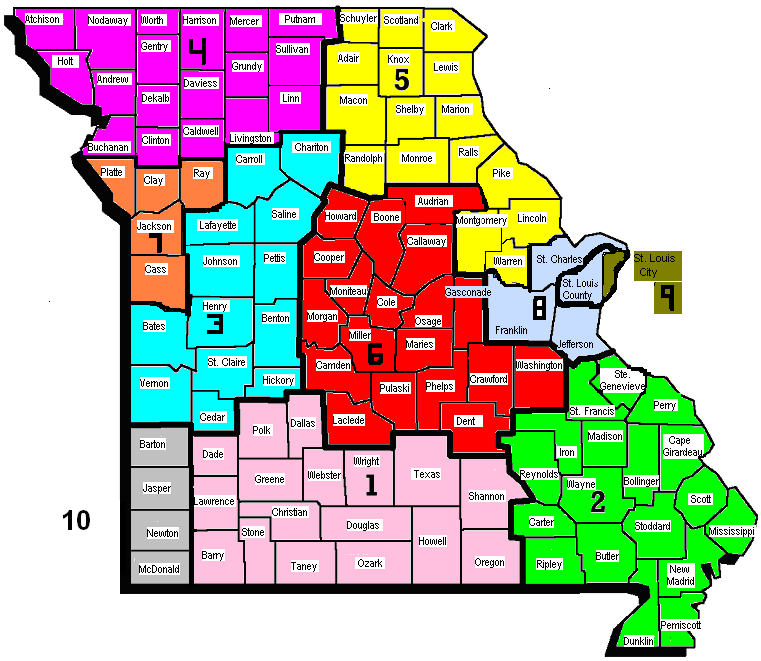 Atchison
Nodaway
Worth
Harrison
Mercer
Putnam
Schuyler
Scotland
Clark
Holt
Gentry
4
Sullivan
Adair
Knox
Lewis
Andrew
Daviess
Grundy
5
Dekalb
Linn
Macon
Shelby
Marion
Buchanan
Clinton
Caldwell
Livingston
Chariton
Carroll
Randolph
Monroe
Ralls
Pike
Platte
Clay
Ray
Lafayette
Saline
Howard
Boone
Audrian
Montgomery
Lincoln
Jackson
7
Johnson
Pettis
Cooper
Callaway
Warren
St. Charles
St. Louis
City
Cass
St. Louis
County
9
Henry
3
Benton
Moniteau
Cole
Gasconade
8
Bates
Morgan
Osage
Franklin
Jefferson
Miller
6
Maries
St. Claire
Camden
Washington
Vernon
Hickory
Pulaski
Phelps
Crawford
Ste.
Genevieve
Cedar
Laclede
Dent
St. Francis
Perry
Barton
Polk
Dallas
Madison
Cape
Girardeau
Dade
Iron
Jasper
Greene
Webster
Wright
1
Texas
Reynolds
Wayne
2
Bollinger
Lawrence
Shannon
Scott
10
Christian
Carter
Stoddard
Mississippi
Newton
Stone
Douglas
Howell
Barry
Taney
Ozark
Oregon
Ripley
Butler
McDonald
New
Madrid
Dunklin
Pemiscott